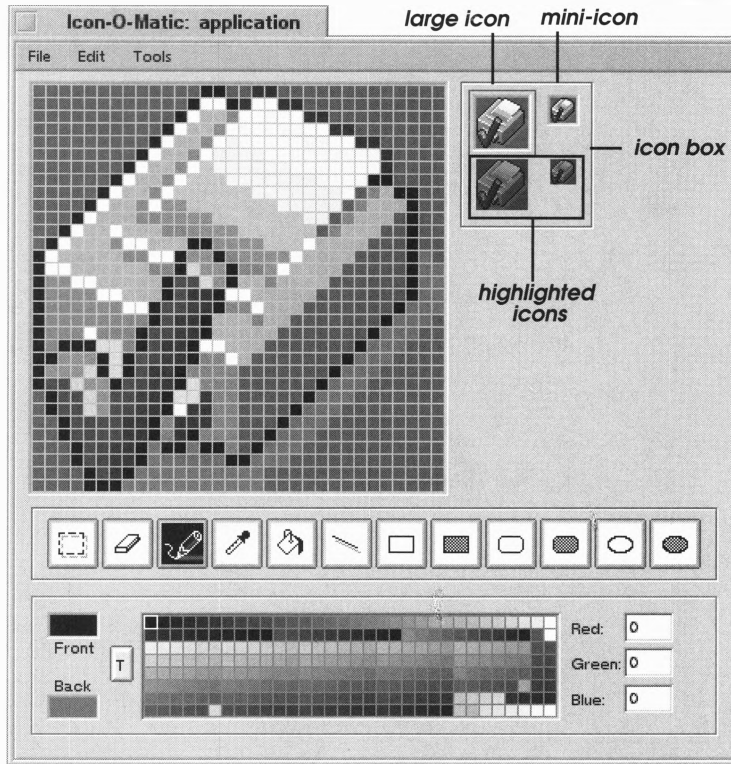 Icon-O-Matic: application
large icon
mini-icon
File Edit Tools
icon box
highlighted
icons
Front
T
Back
Red: 0
Green: 0
Blue: 0